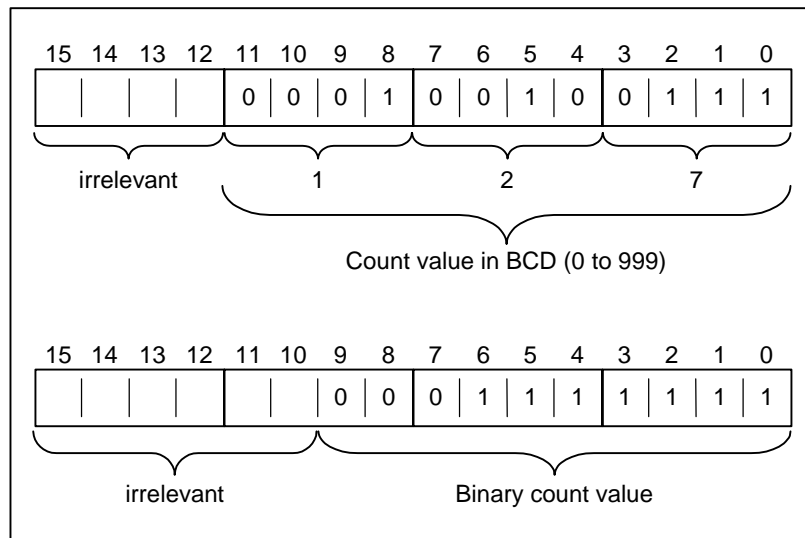 15 14 13 12 11 10 9 8 7 6 5 4 3 2 1 0
0 0 0 1 0 0 1 0 0 1 1 1
irrelevant 1 2 7
Count value in BCD (0 to 999)
15 14 13 12 11 10 9 8 7 6 5 4 3 2 1 0
0 0 0 1 1 1 1 1 1 1
irrelevant Binary count value